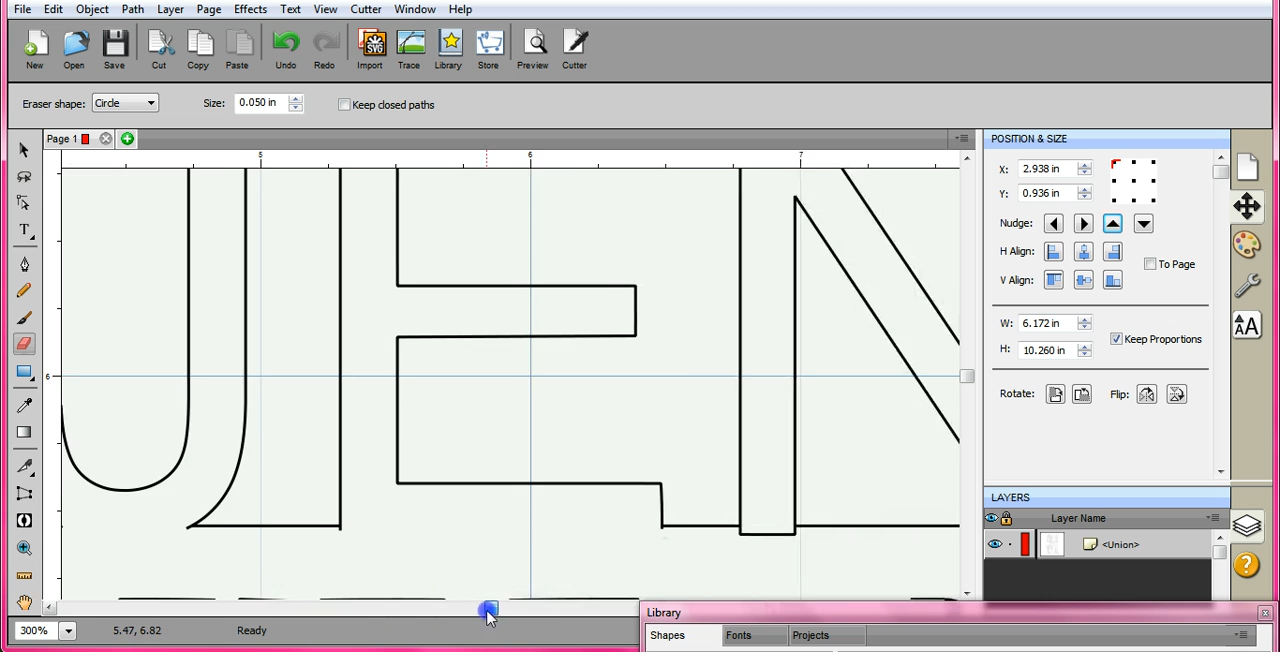 File Edit Object Path Layer Page Effects Text View Cutter Window Help
New Open Save Cut Copy Paste Undo Redo Import Trace Library Store Preview Cutter
SVG
Eraser shape: Circle Size: 0.050 in Keep closed paths
Page 1
5 6 7
6
UEN
POSITION & SIZE
X: 2.938 in
Y: 0.936 in
Nudge:
H Align: To Page
V Align:
W: 6.172 in Keep Proportions
H: 10.260 in
Rotate: Flip:
LAYERS
Layer Name
<Union>
Library
Shapes Fonts Projects
300% 5.47, 6.82 Ready